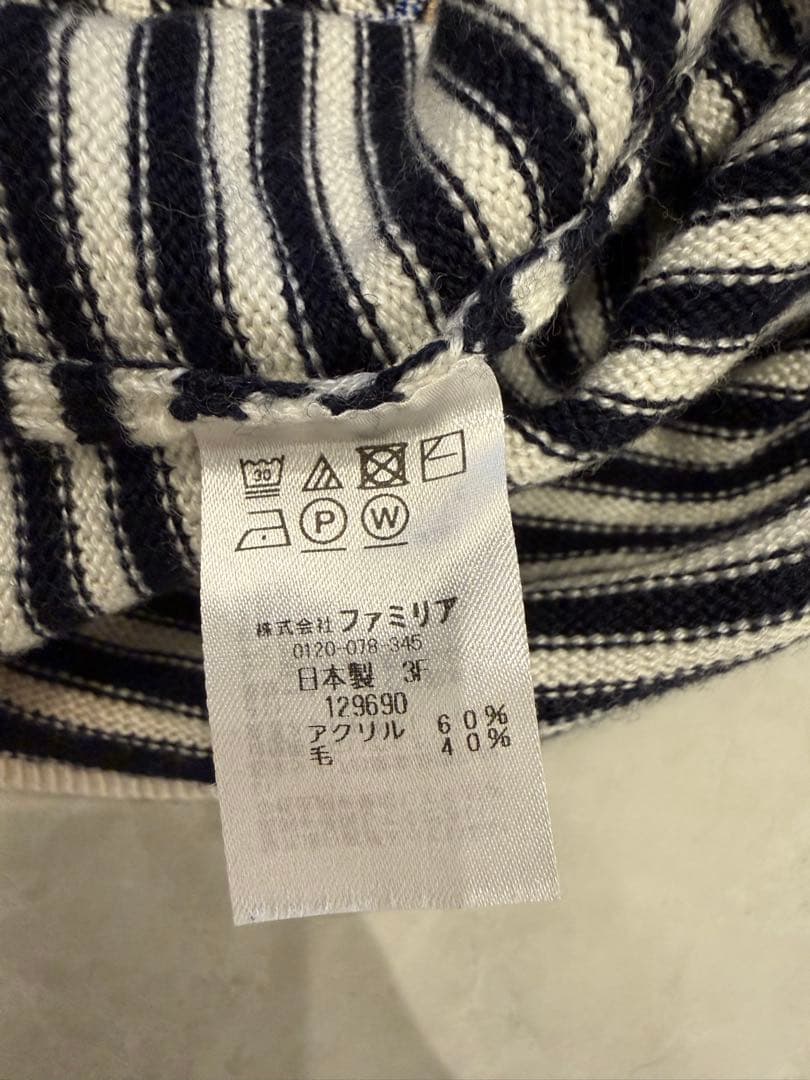 30
P W
株式会社 ファミリア
0120-078-345
日本製 3F
129690
アクリル 60%
毛 40%